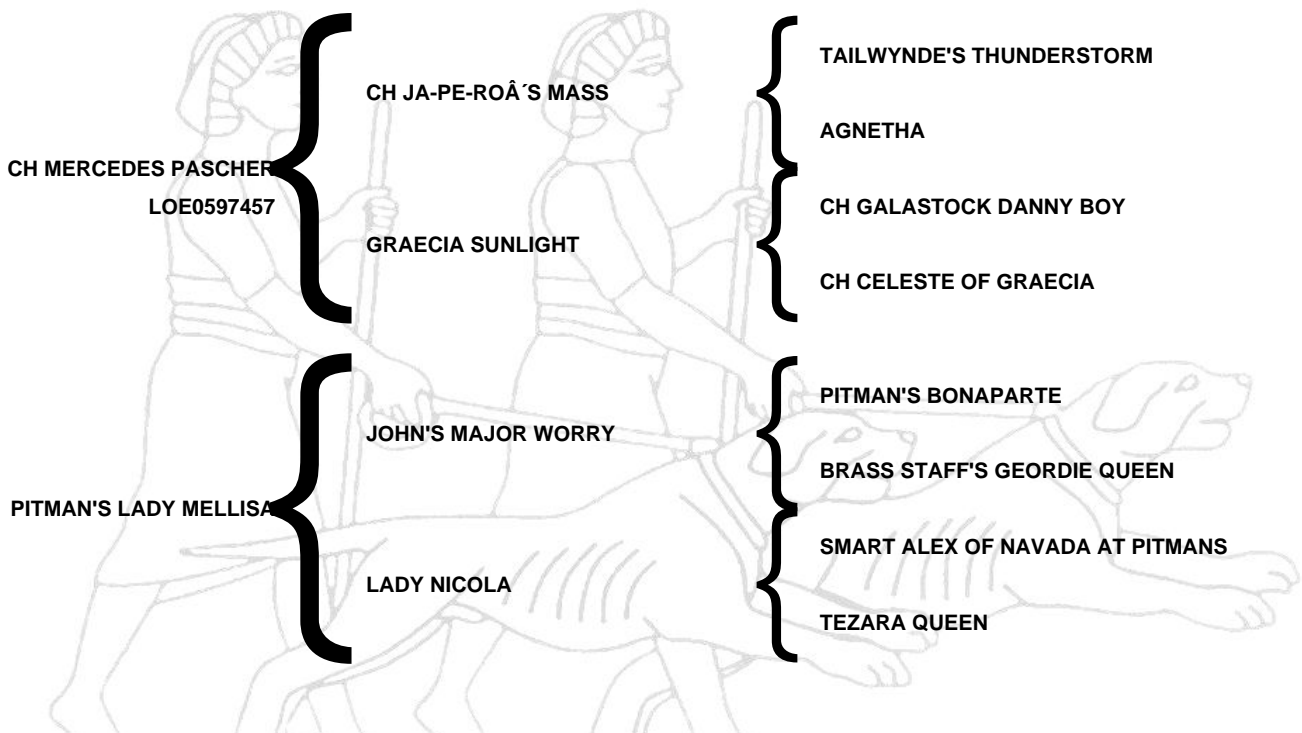 CH MERCEDES PASCHER
LOE0597457
CH JA-PE-ROÂ´S MASS
GRAECIA SUNLIGHT
TAILWYNDE'S THUNDERSTORM
AGNETHA
CH GALASTOCK DANNY BOY
CH CELESTE OF GRAECIA
PITMAN'S LADY MELLISA
JOHN'S MAJOR WORRY
LADY NICOLA
PITMAN'S BONAPARTE
BRASS STAFF'S GEORDIE QUEEN
SMART ALEX OF NAVADA AT PITMANS
TEZARA QUEEN